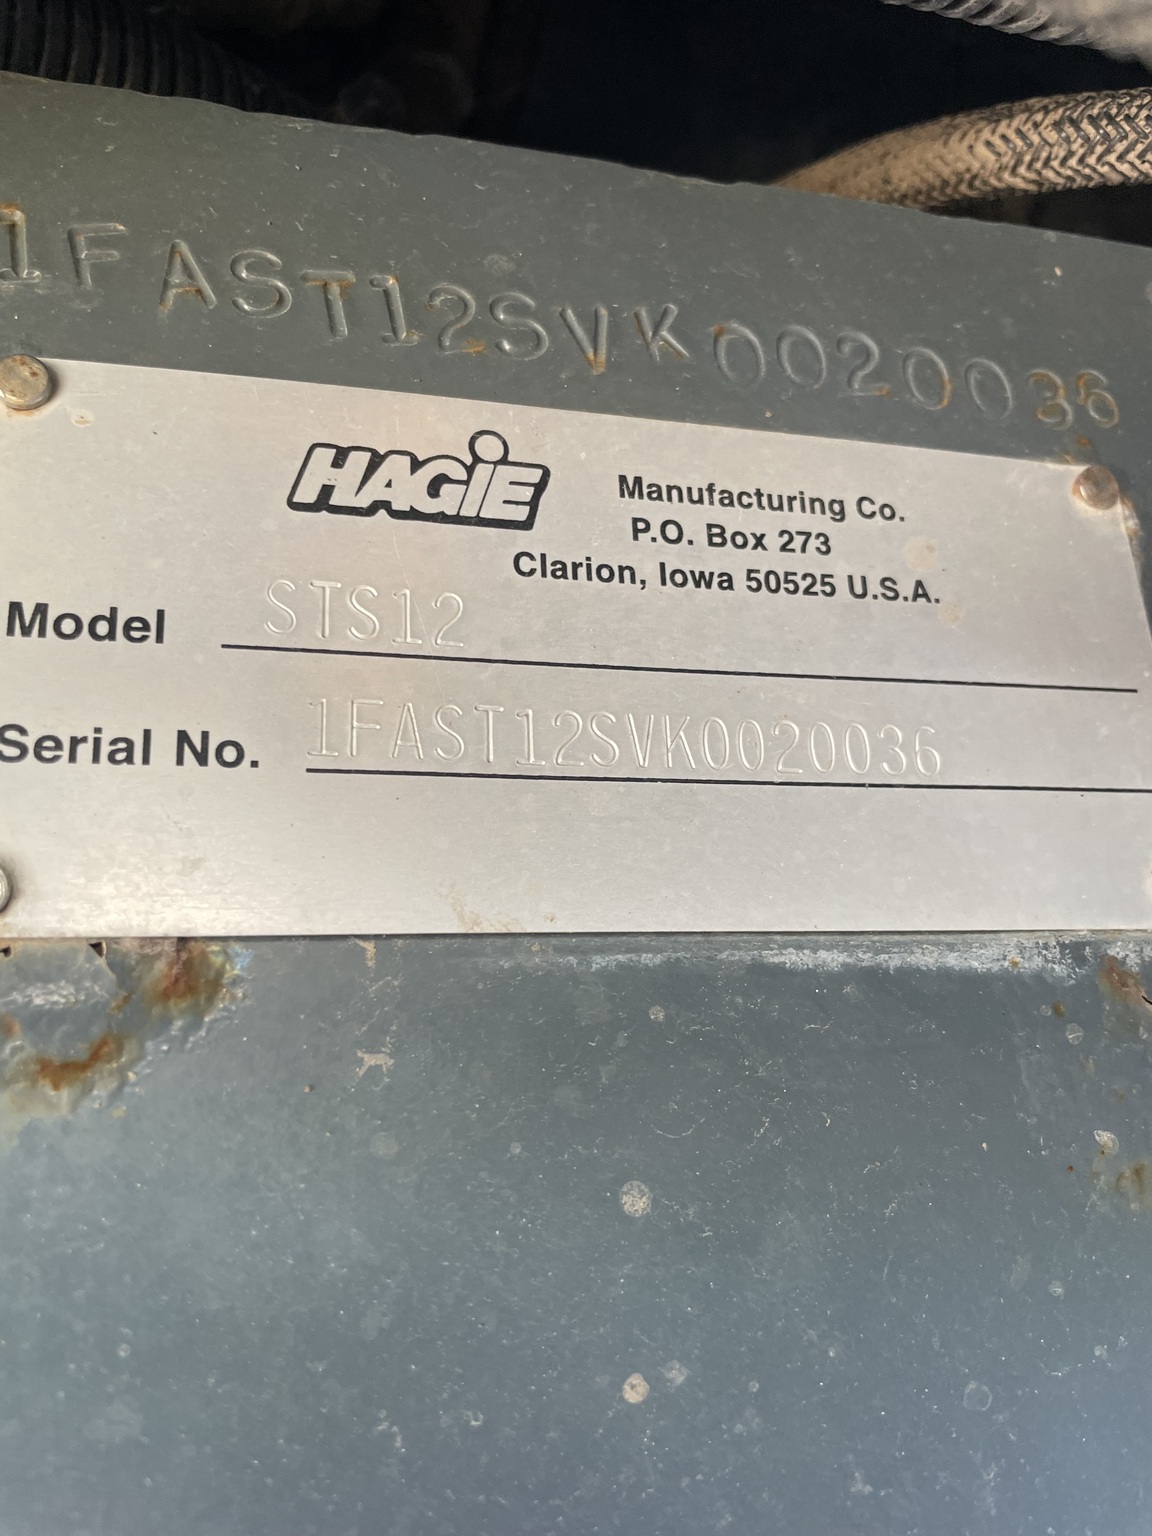 1FAST12SVK0020036
HAGiE
Manufacturing Co.
P.O. Box 273
Clarion, Iowa 50525 U.S.A.
Model STS12
Serial No. 1FAST12SVK0020036